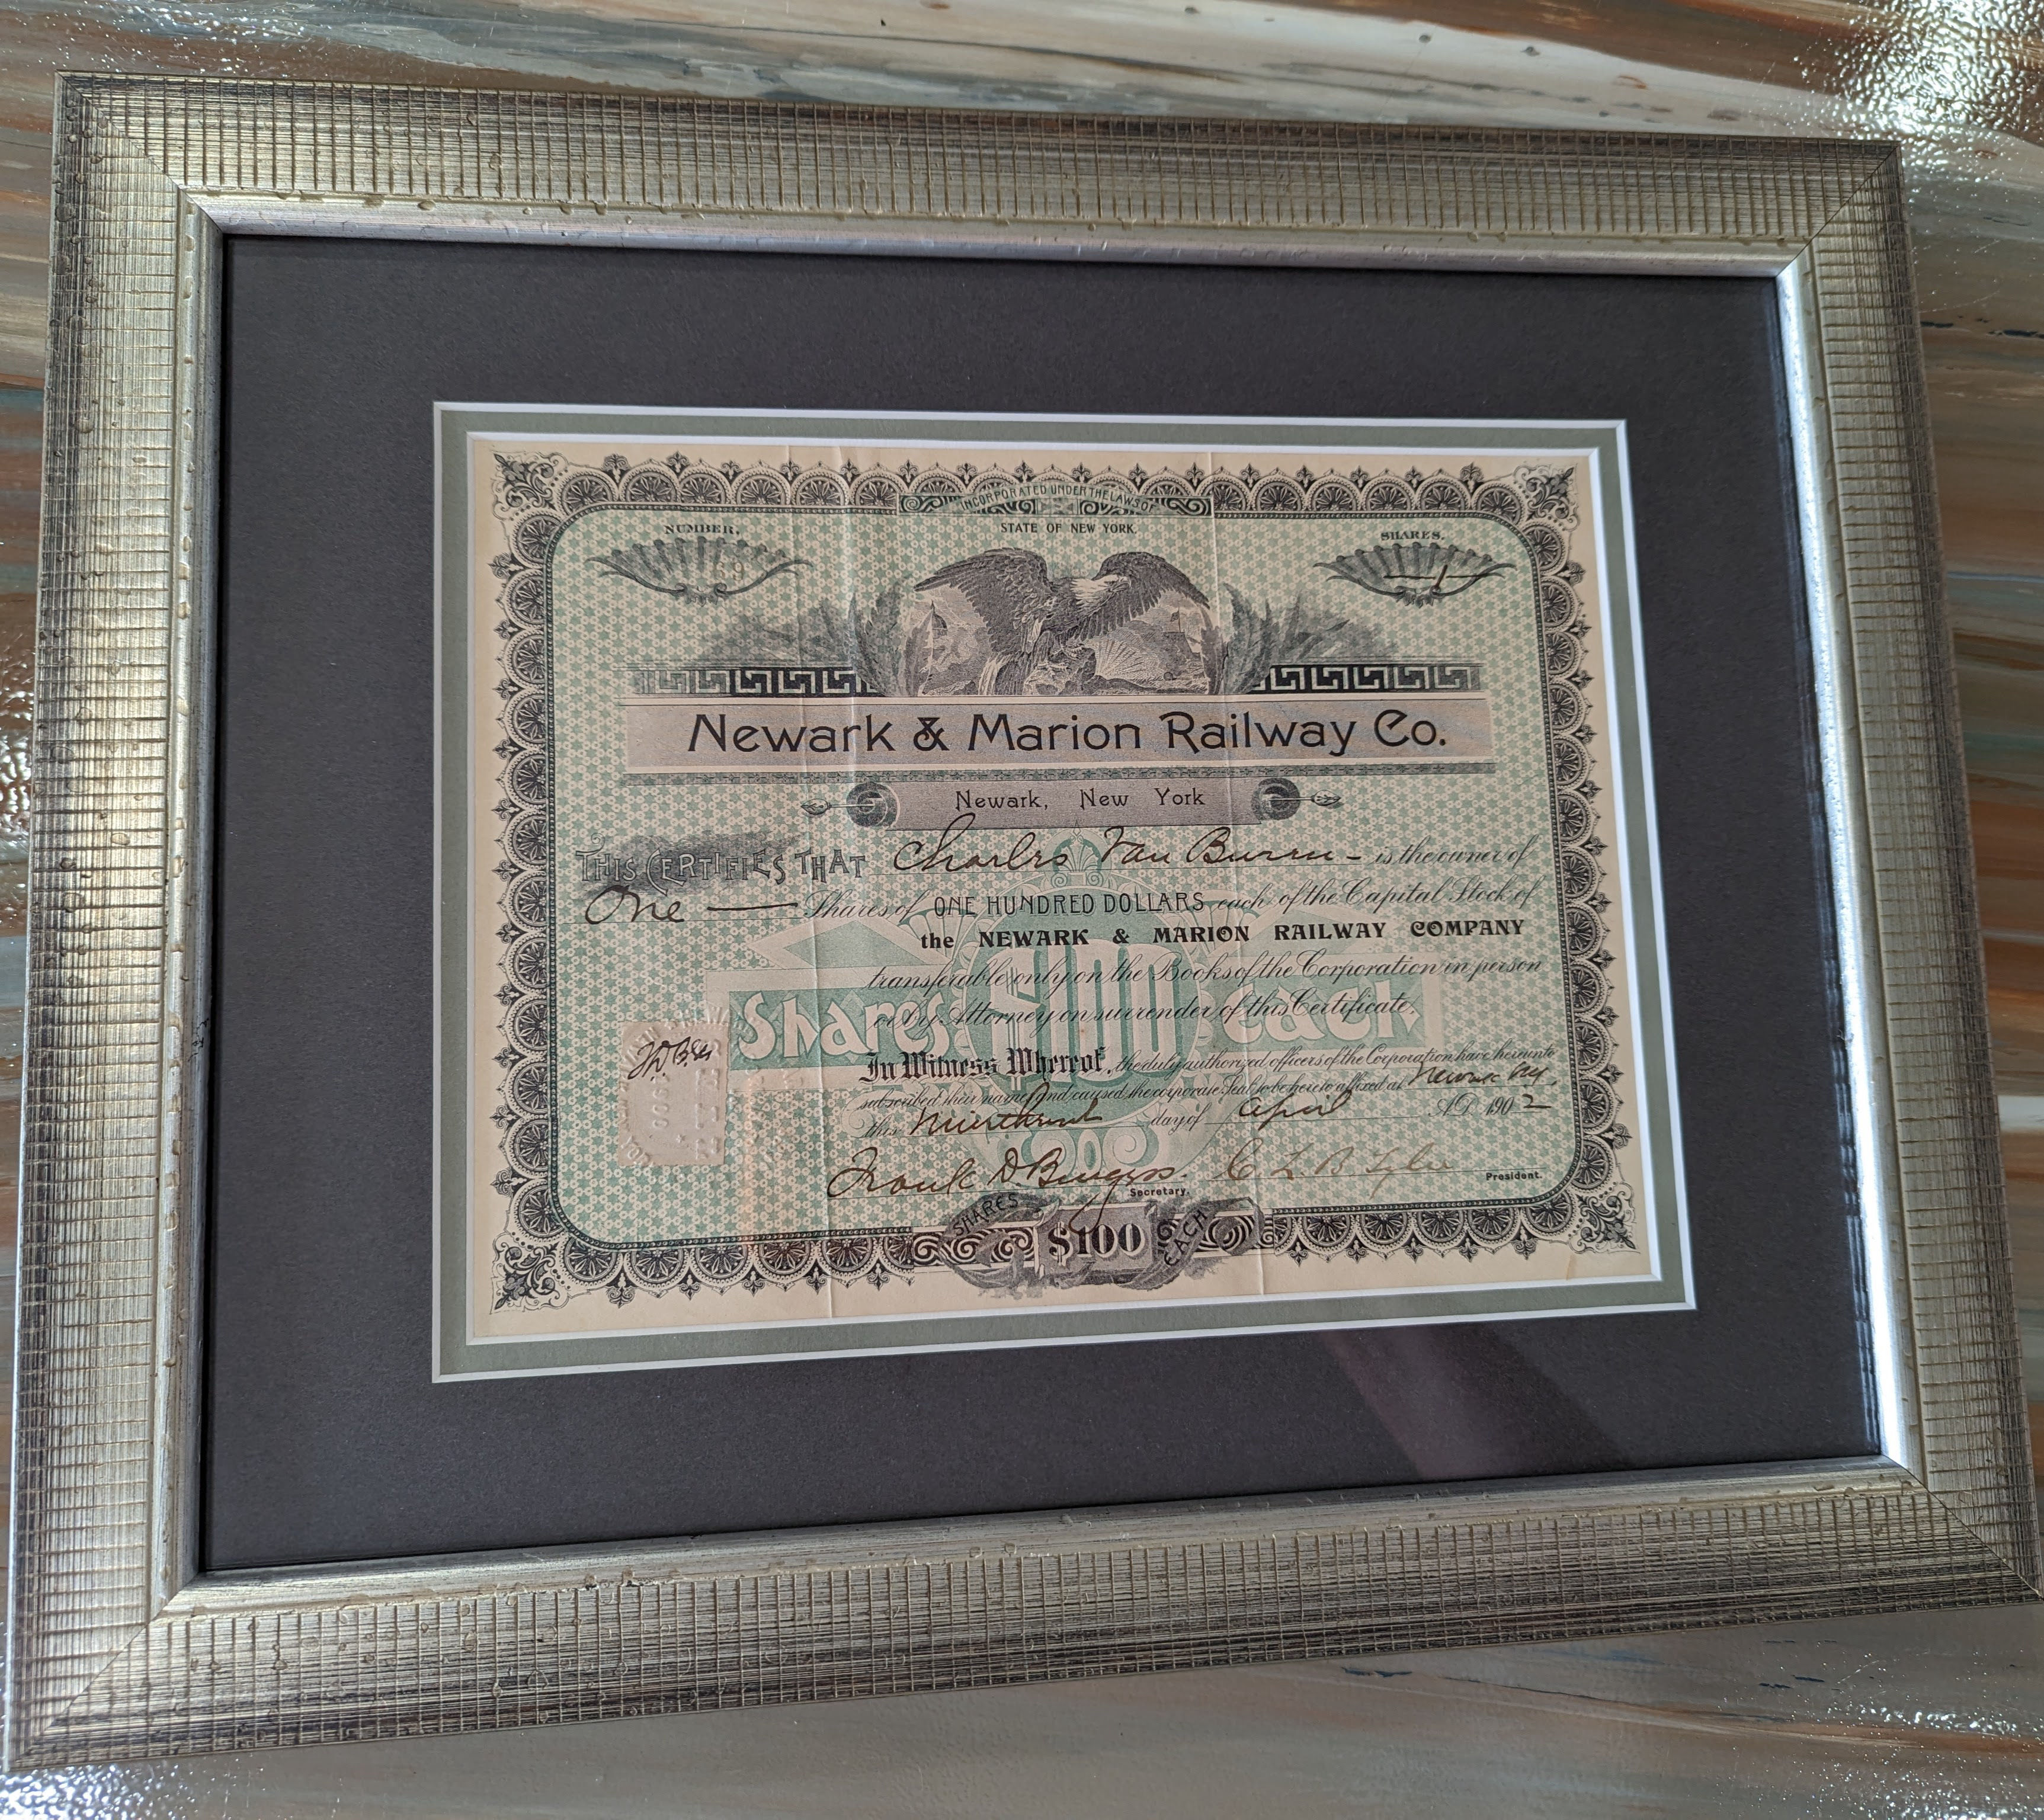 INCORPORATED UNDER THE LAWS OF
STATE OF NEW YORK.
NUMBER,
69
SHARES.
1
Newark & Marion Railway Co.
Newark, New York
THIS CERTIFIES THAT Charles Van Buren - is the owner of
One — Shares of ONE HUNDRED DOLLARS each of the Capital Stock of
the NEWARK & MARION RAILWAY COMPANY
transferable only on the Books of the Corporation in person
or by Attorney on surrender of this Certificate.
Shares $100 each
In Witness Whereof, the duly authorized officers of the Corporation have hereunto
subscribed their names and caused the corporate Seal to be hereto affixed at Newark N.Y.
this Nineteenth day of April A.D. 1902
Frank D. Burgess. Secretary.
C L B Tyler President.
SHARES $100 EACH
1900